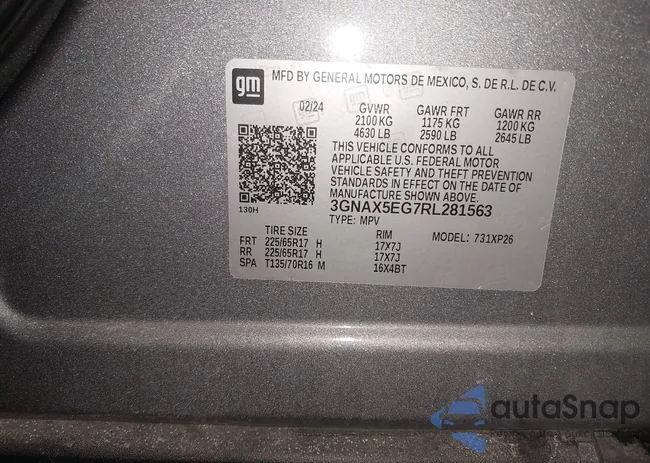 gm
MFD BY GENERAL MOTORS DE MEXICO, S. DE R.L. DE C.V.
02/24 GVWR GAWR FRT GAWR RR
2100 KG 1175 KG 1200 KG
4630 LB 2590 LB 2645 LB
THIS VEHICLE CONFORMS TO ALL
APPLICABLE U.S. FEDERAL MOTOR
VEHICLE SAFETY AND THEFT PREVENTION
STANDARDS IN EFFECT ON THE DATE OF
MANUFACTURE SHOWN ABOVE.
130H 3GNAX5EG7RL281563
TYPE: MPV
TIRE SIZE RIM MODEL: 731XP26
FRT 225/65R17 H 17X7J
RR 225/65R17 H 17X7J
SPA T135/70R16 M 16X4BT
autoSnap